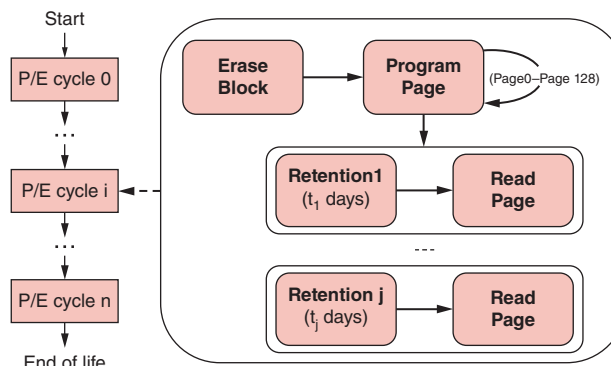 Start
P/E cycle 0
...
P/E cycle i
...
P/E cycle n
End of life
Erase
Block
Program
Page
(Page0–Page 128)
Retention1
(t1 days)
Read
Page
----
Retention j
(tj days)
Read
Page